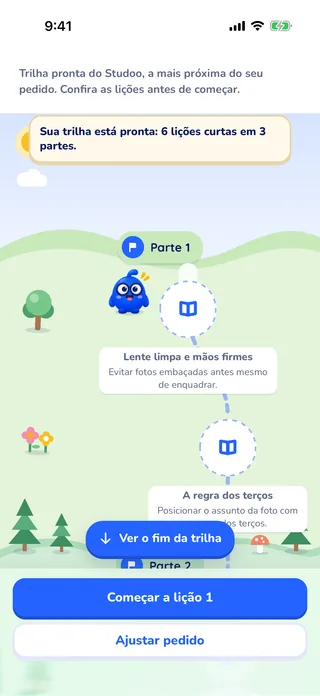 9:41
Trilha pronta do Studoo, a mais próxima do seu
pedido. Confira as lições antes de começar.
Sua trilha está pronta: 6 lições curtas em 3
partes.
Parte 1
Lente limpa e mãos firmes
Evitar fotos embaçadas antes mesmo
de enquadrar.
A regra dos terços
Posicionar o assunto da foto com
dos terços.
Ver o fim da trilha
Parte 2
Começar a lição 1
Ajustar pedido